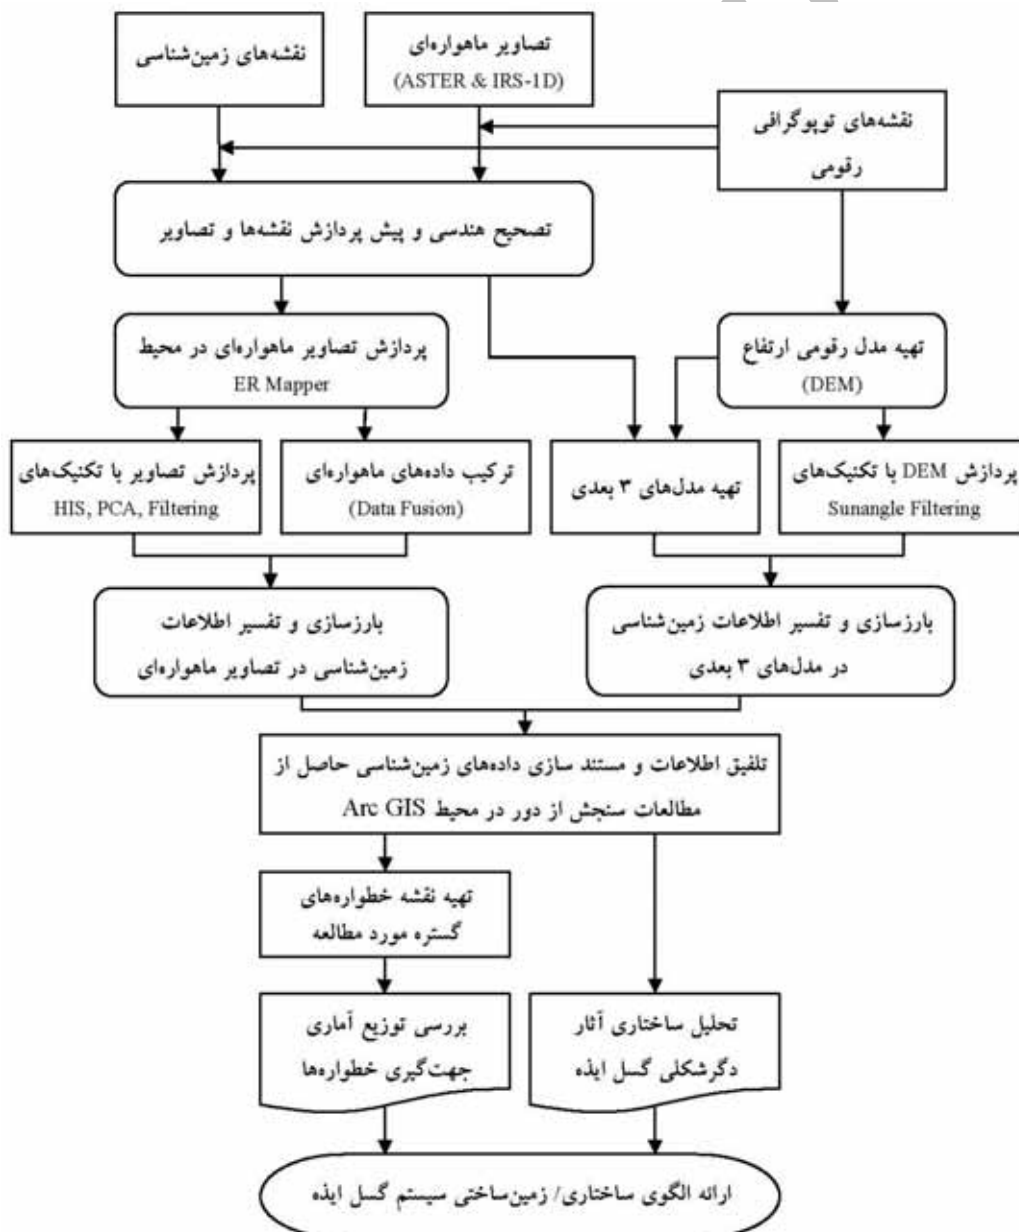 نقشه‌های زمین‌شناسی
تصاویر ماهواره‌ای
(ASTER & IRS-1D)
نقشه‌های توپوگرافی
رقومی
تصحیح هندسی و پیش پردازش نقشه‌ها و تصاویر
پردازش تصاویر ماهواره‌ای در محیط
ER Mapper
تهیه مدل رقومی ارتفاع
(DEM)
پردازش تصاویر با تکنیک‌های
HIS, PCA, Filtering
ترکیب داده‌های ماهواره‌ای
(Data Fusion)
تهیه مدل‌های ۳ بعدی
پردازش DEM با تکنیک‌های
Sunangle Filtering
بارزسازی و تفسیر اطلاعات
زمین‌شناسی در تصاویر ماهواره‌ای
بارزسازی و تفسیر اطلاعات زمین‌شناسی
در مدل‌های ۳ بعدی
تلفیق اطلاعات و مستند سازی داده‌های زمین‌شناسی حاصل از
مطالعات سنجش از دور در محیط Arc GIS
تهیه نقشه خطواره‌های
گستره مورد مطالعه
بررسی توزیع آماری
جهت‌گیری خطواره‌ها
تحلیل ساختاری آثار
دگرشکلی گسل ایذه
ارائه الگوی ساختاری/ زمین‌ساختی سیستم گسل ایذه